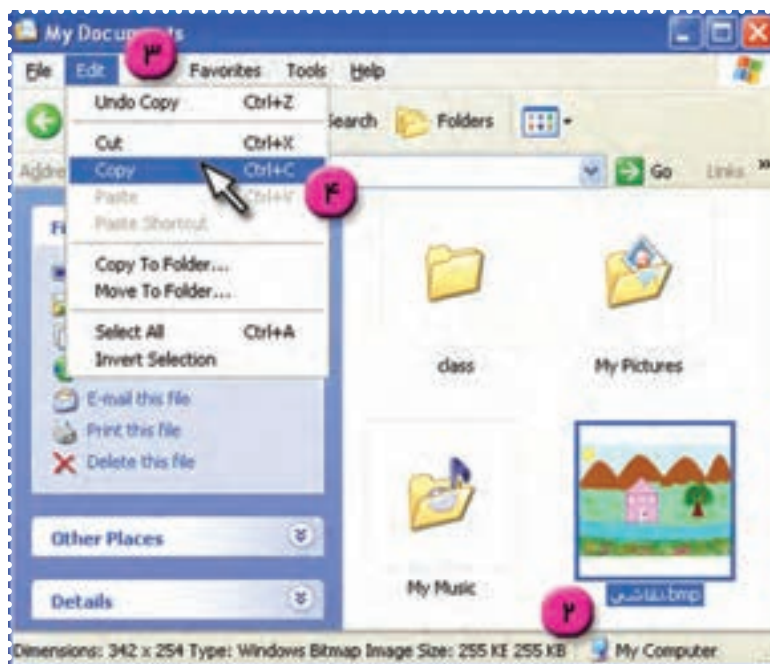 My Documents
۳
File Edit Favorites Tools Help
Undo Copy Ctrl+Z
Cut Ctrl+X
Copy Ctrl+C
Paste Ctrl+V
Paste Shortcut
Copy To Folder...
Move To Folder...
Select All Ctrl+A
Invert Selection
۴
Search Folders
Addre
Go Links »
E-mail this file
Print this file
Delete this file
Other Places
Details
class
My Pictures
My Music
نقاشی.bmp
۲
Dimensions: 342 x 254 Type: Windows Bitmap Image Size: 255 KE 255 KB My Computer